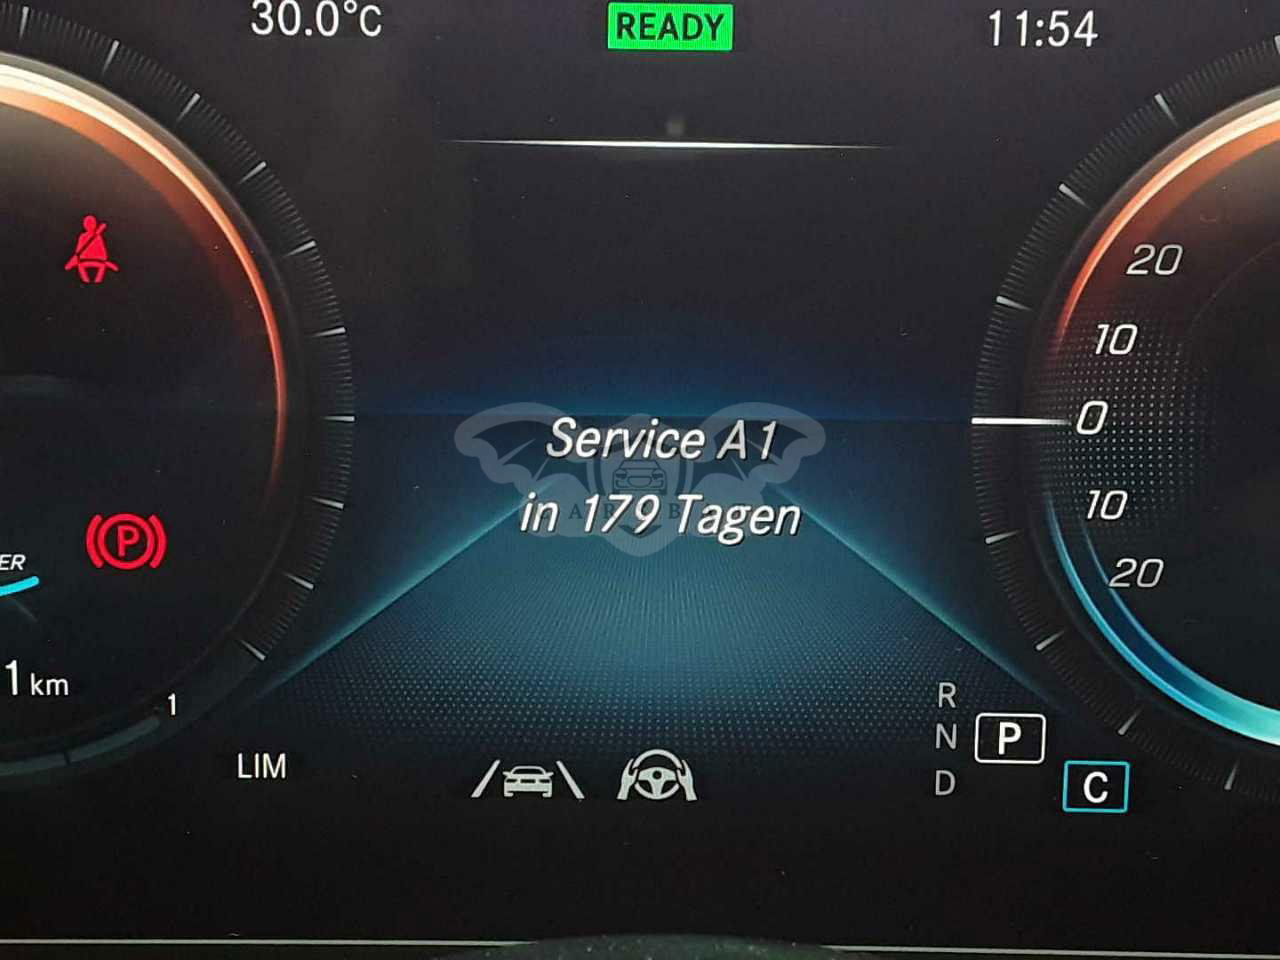 30.0°C
READY
11:54
20
10
0
10
20
Service A1
in 179 Tagen
1 km
1
LIM
R
N
D
P
C